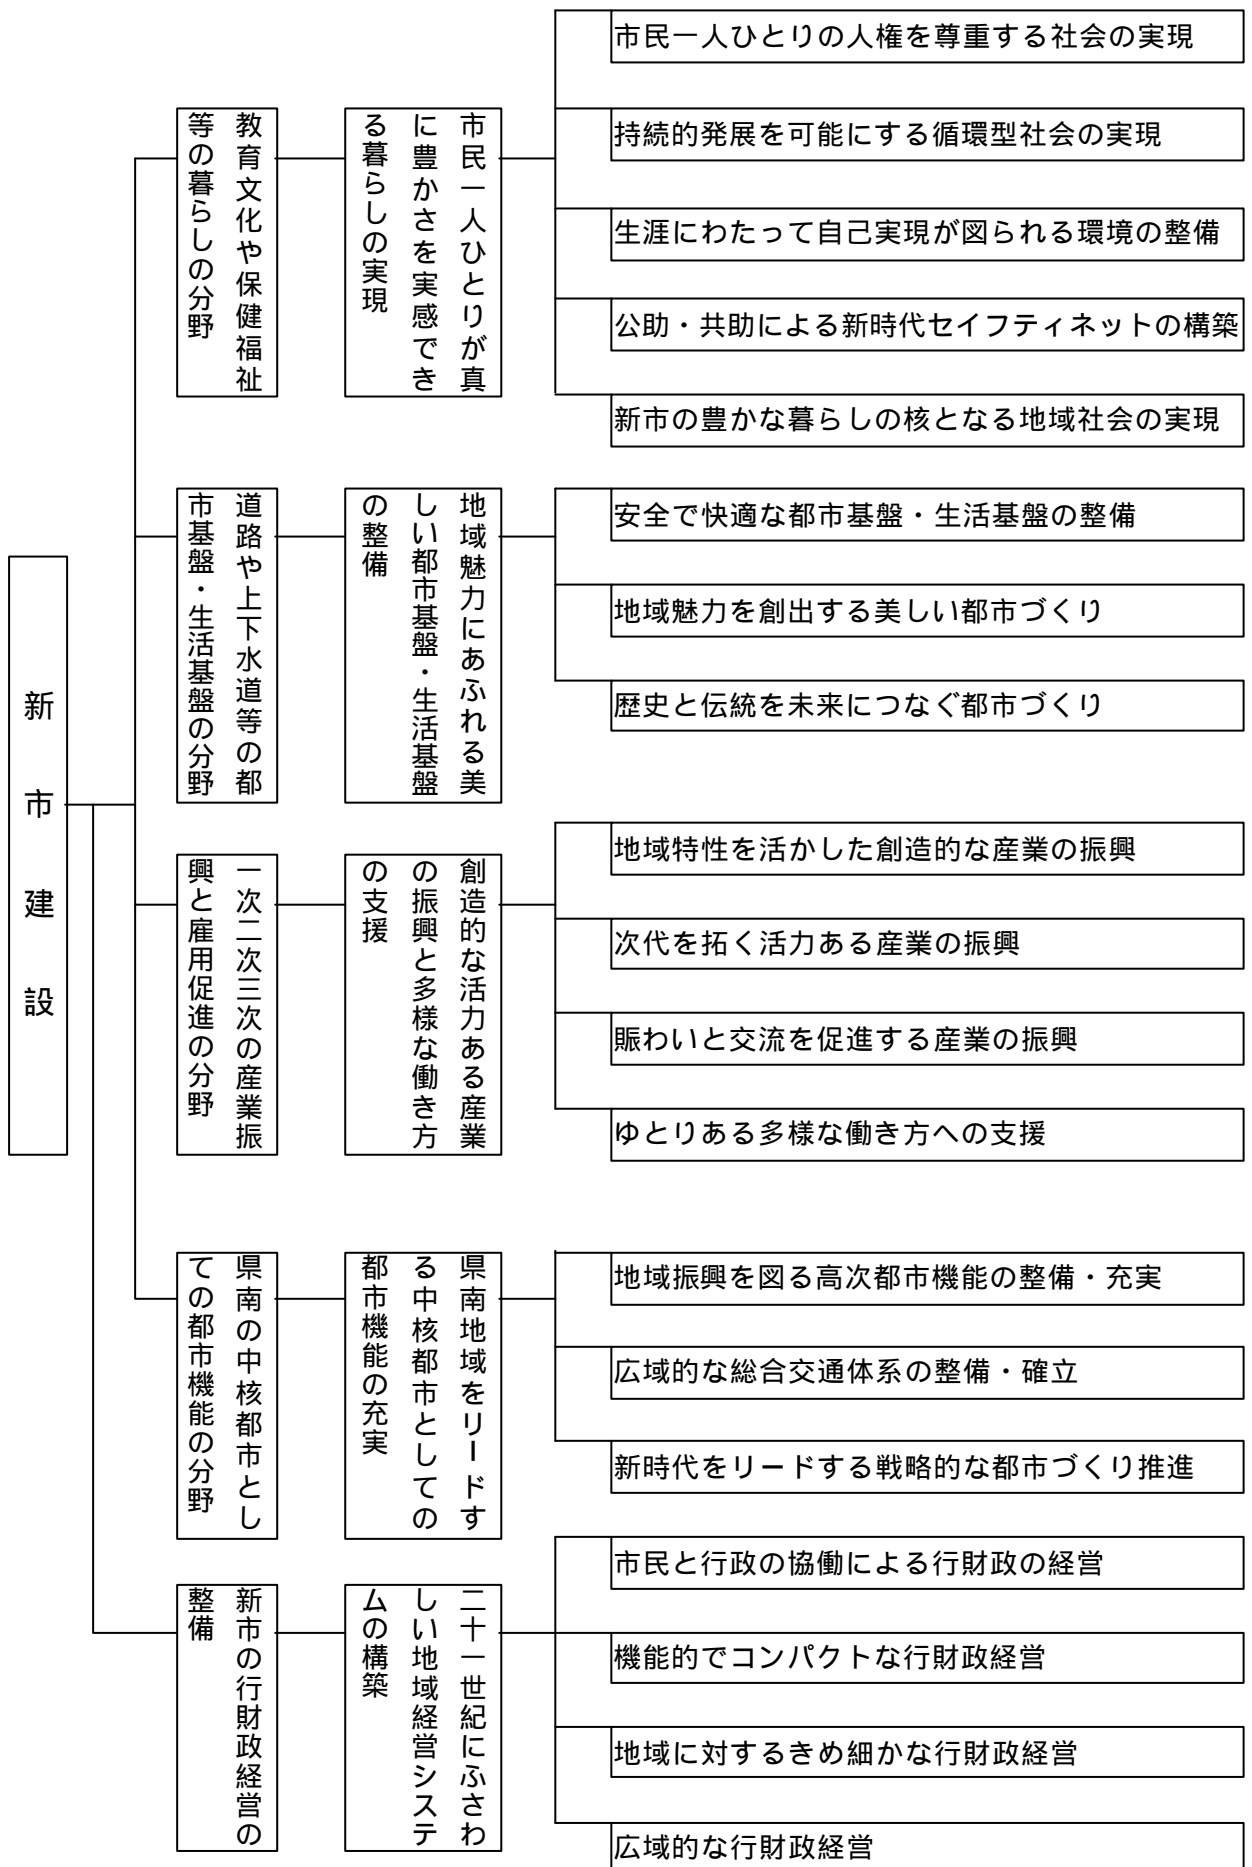 新市建設
教育文化や保健福祉
等の暮らしの分野
市民一人ひとりが真
に豊かさを実感でき
る暮らしの実現
市民一人ひとりの人権を尊重する社会の実現
持続的発展を可能にする循環型社会の実現
生涯にわたって自己実現が図られる環境の整備
公助・共助による新時代セイフティネットの構築
新市の豊かな暮らしの核となる地域社会の実現
道路や上下水道等の都
市基盤・生活基盤の分野
地域魅力にあふれる美
しい都市基盤・生活基盤
の整備
安全で快適な都市基盤・生活基盤の整備
地域魅力を創出する美しい都市づくり
歴史と伝統を未来につなぐ都市づくり
一次二次三次の産業振
興と雇用促進の分野
創造的な活力ある産業
の振興と多様な働き方
の支援
地域特性を活かした創造的な産業の振興
次代を拓く活力ある産業の振興
賑わいと交流を促進する産業の振興
ゆとりある多様な働き方への支援
県南の中核都市とし
ての都市機能の分野
県南地域をリードす
る中核都市としての
都市機能の充実
地域振興を図る高次都市機能の整備・充実
広域的な総合交通体系の整備・確立
新時代をリードする戦略的な都市づくり推進
新市の行財政経営の
整備
二十一世紀にふさわ
しい地域経営システ
ムの構築
市民と行政の協働による行財政の経営
機能的でコンパクトな行財政経営
地域に対するきめ細かな行財政経営
広域的な行財政経営